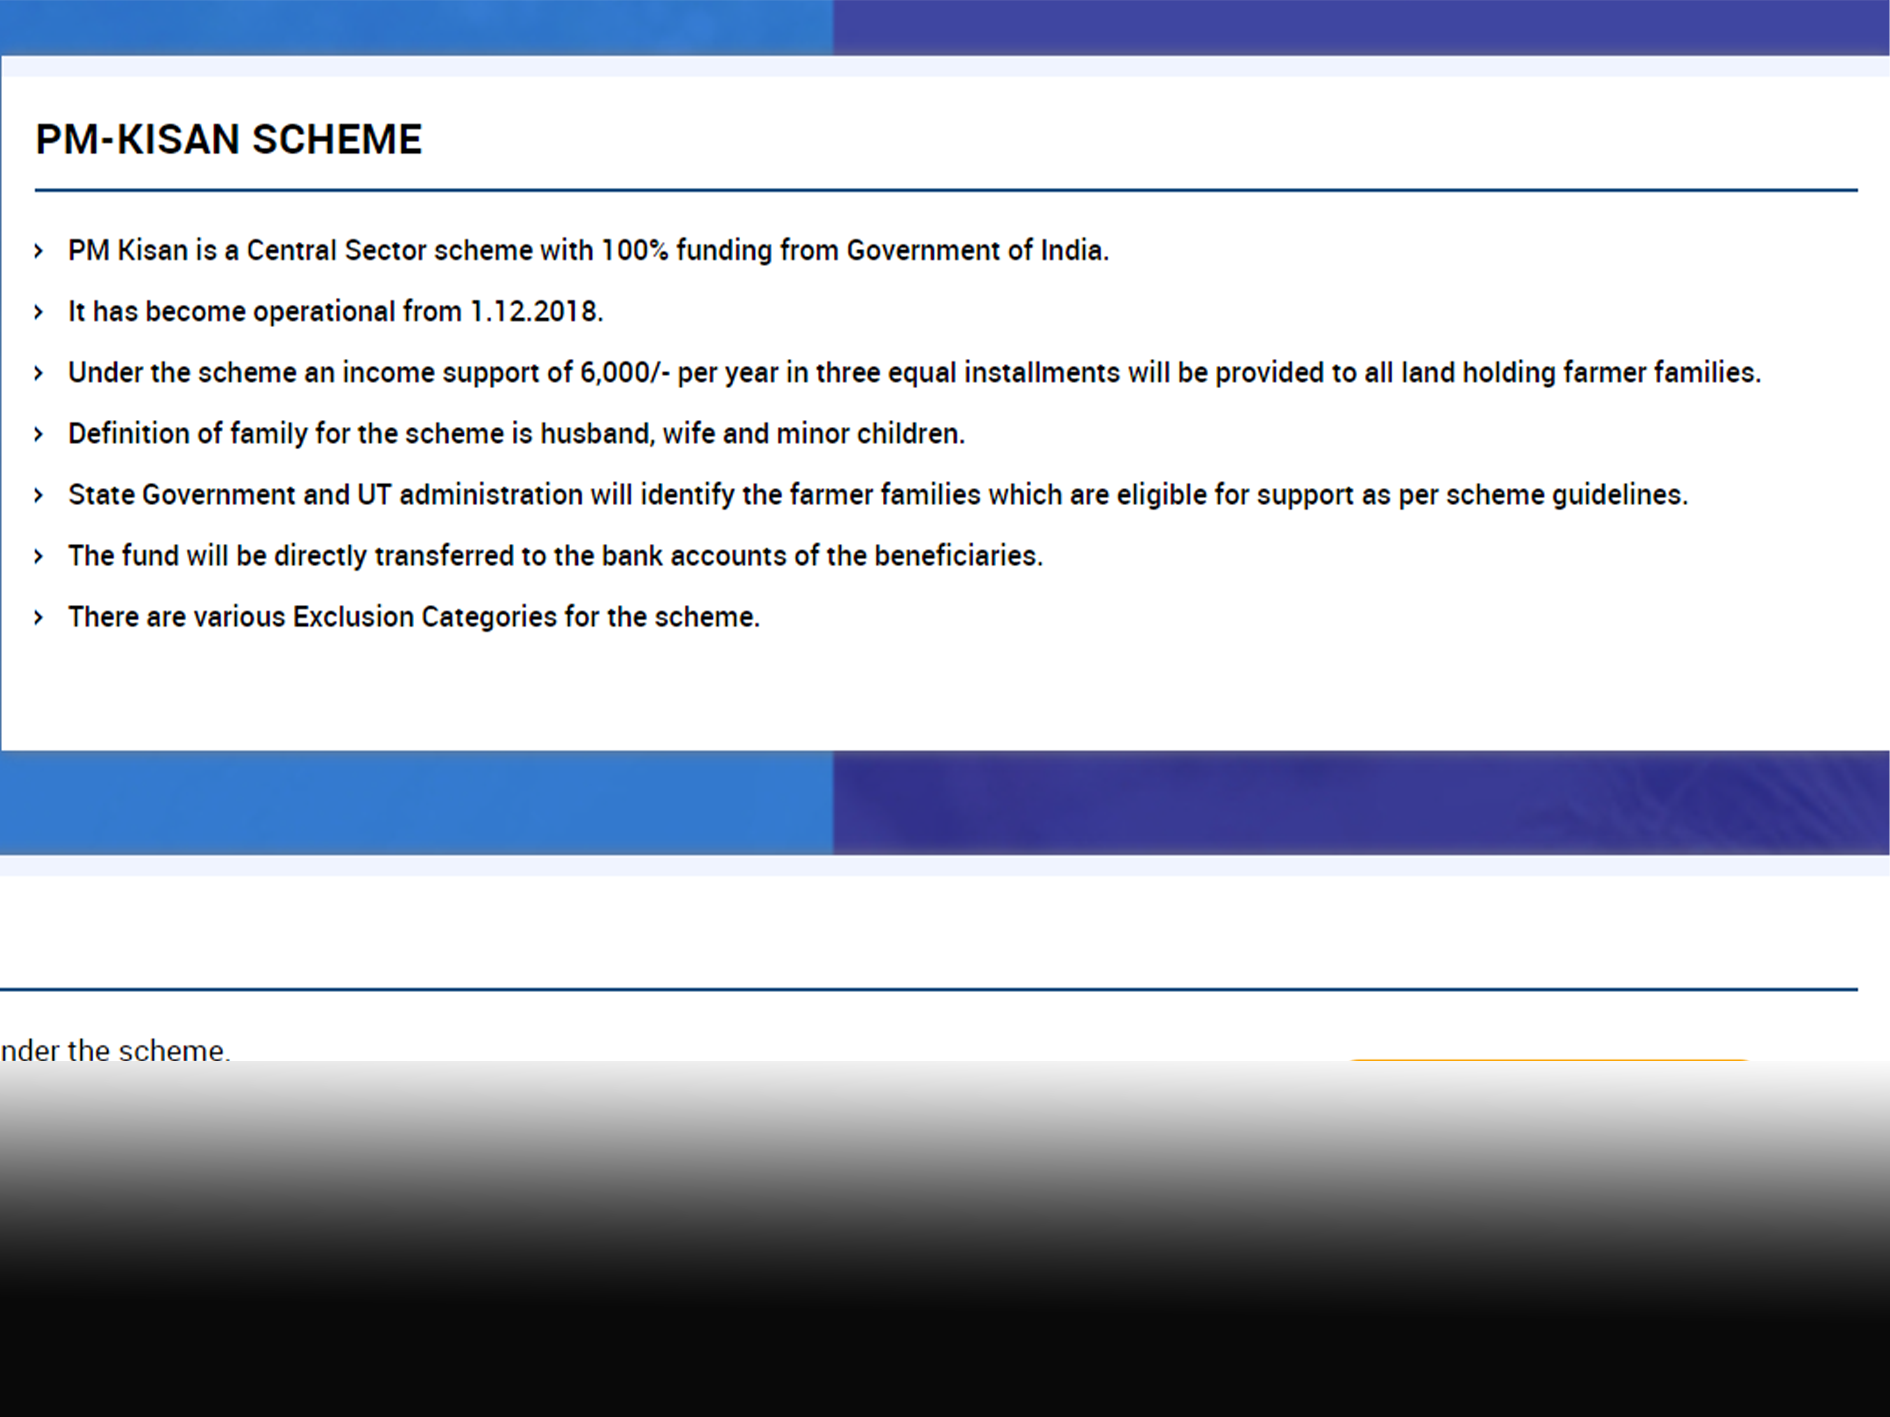 PM-KISAN SCHEME
PM Kisan is a Central Sector scheme with 100% funding from Government of India.
It has become operational from 1.12.2018.
Under the scheme an income support of 6,000/- per year in three equal installments will be provided to all land holding farmer families.
Definition of family for the scheme is husband, wife and minor children.
State Government and UT administration will identify the farmer families which are eligible for support as per scheme guidelines.
The fund will be directly transferred to the bank accounts of the beneficiaries.
There are various Exclusion Categories for the scheme.
nder the scheme.